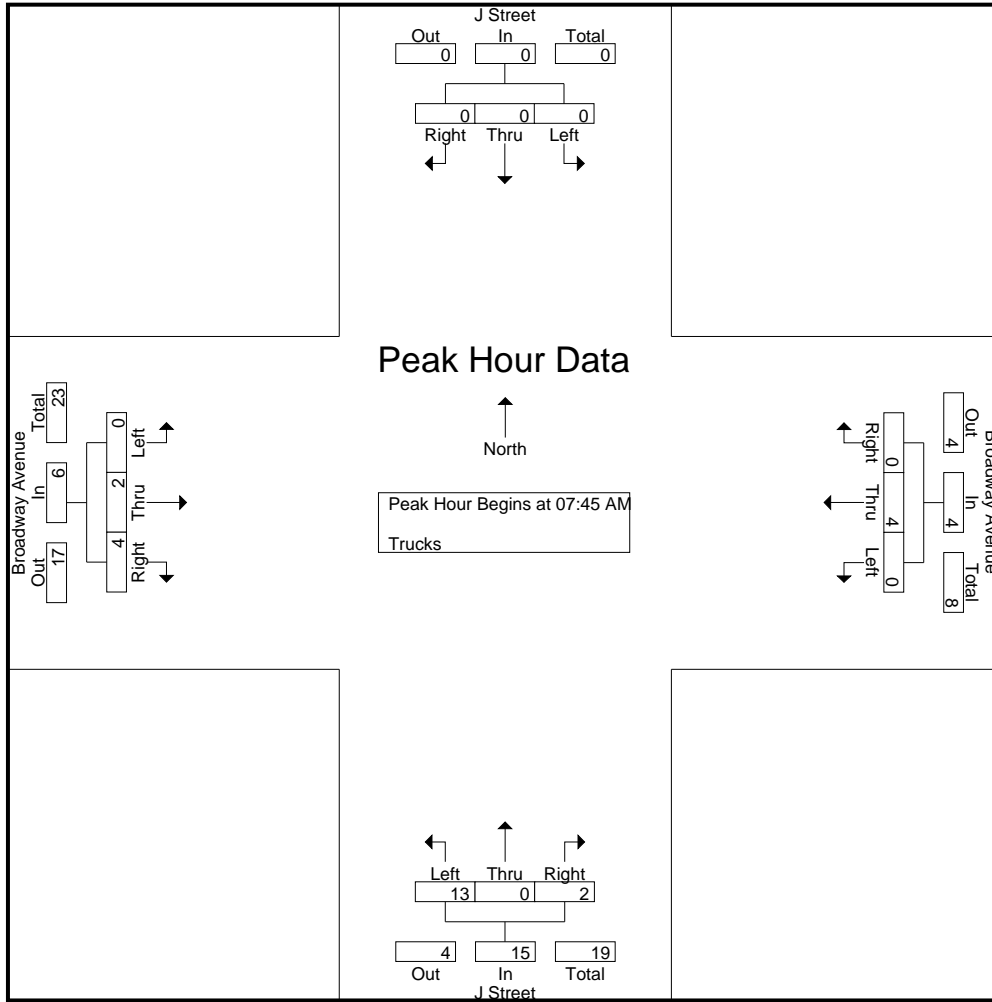 J Street
Out In Total
0 0 0
0 0 0
Right Thru Left
Peak Hour Data
North
Peak Hour Begins at 07:45 AM
Trucks
Broadway Avenue
Out In Total
17 6 23
4 2 0
Right Thru Left
Broadway Avenue
Out In Total
4 4 8
0 4 0
Right Thru Left
Left Thru Right
13 0 2
4 15 19
Out In Total
J Street